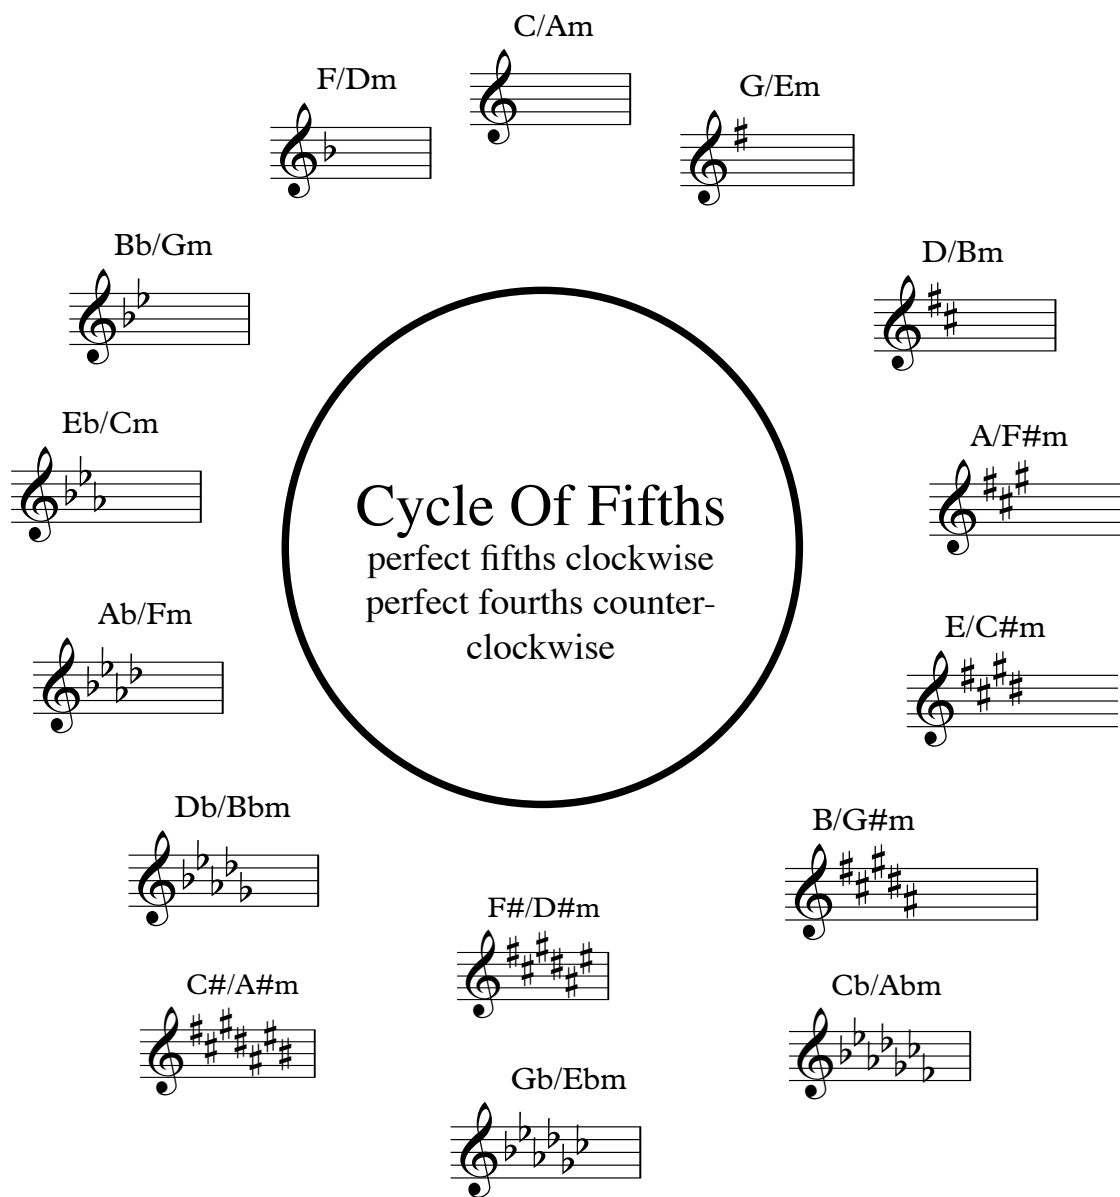 C/Am
F/Dm
G/Em
Bb/Gm
D/Bm
Eb/Cm
A/F#m
Cycle Of Fifths
perfect fifths clockwise
perfect fourths counter-
clockwise
Ab/Fm
E/C#m
Db/Bbm
B/G#m
F#/D#m
C#/A#m
Cb/Abm
Gb/Ebm